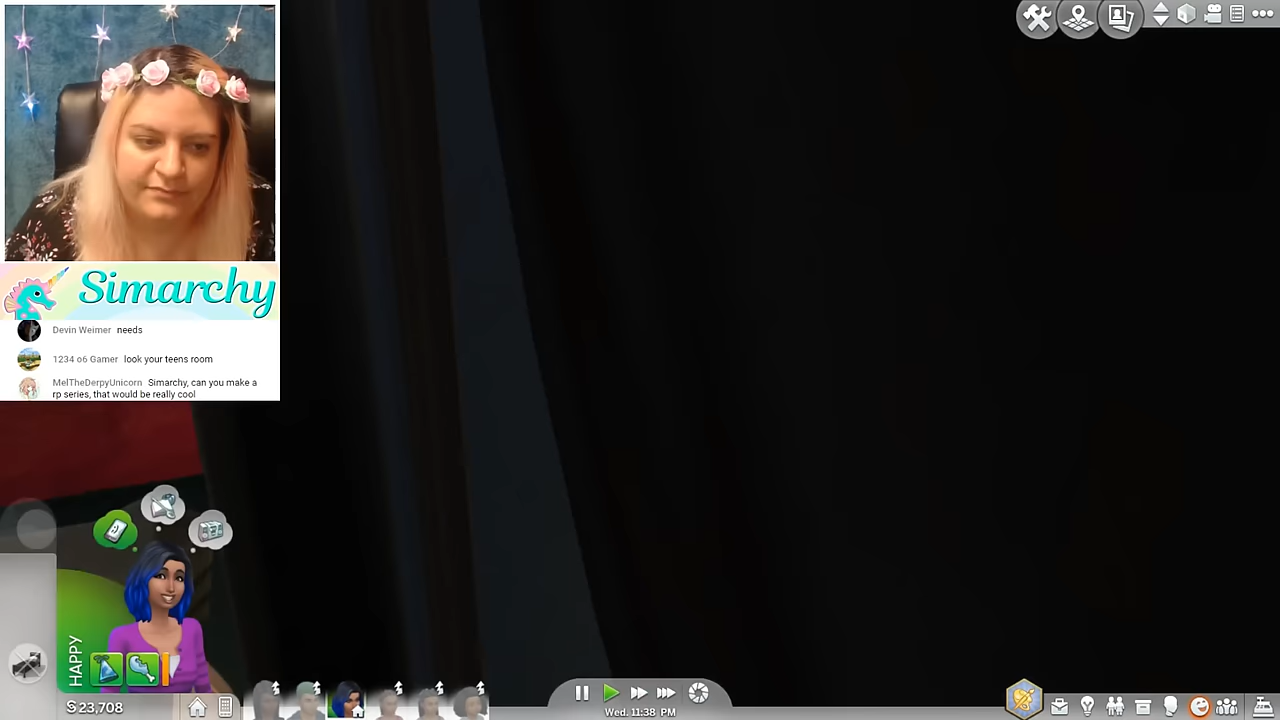 Simarchy
Devin Weimer needs
1234 o6 Gamer look your teens room
MelTheDerpyUnicorn Simarchy, can you make a
rp series, that would be really cool
HAPPY
§23,708
Wed. 11:38 PM